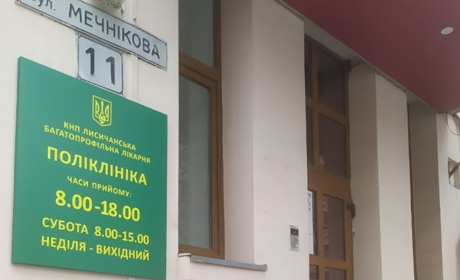 вул. МЕЧНІКОВА
11
КНП ЛИСИЧАНСЬКА
БАГАТОПРОФІЛЬНА ЛІКАРНЯ
ПОЛІКЛІНІКА
ЧАСИ ПРИЙОМУ:
8.00-18.00
СУБОТА 8.00-15.00
НЕДІЛЯ - ВИХІДНИЙ